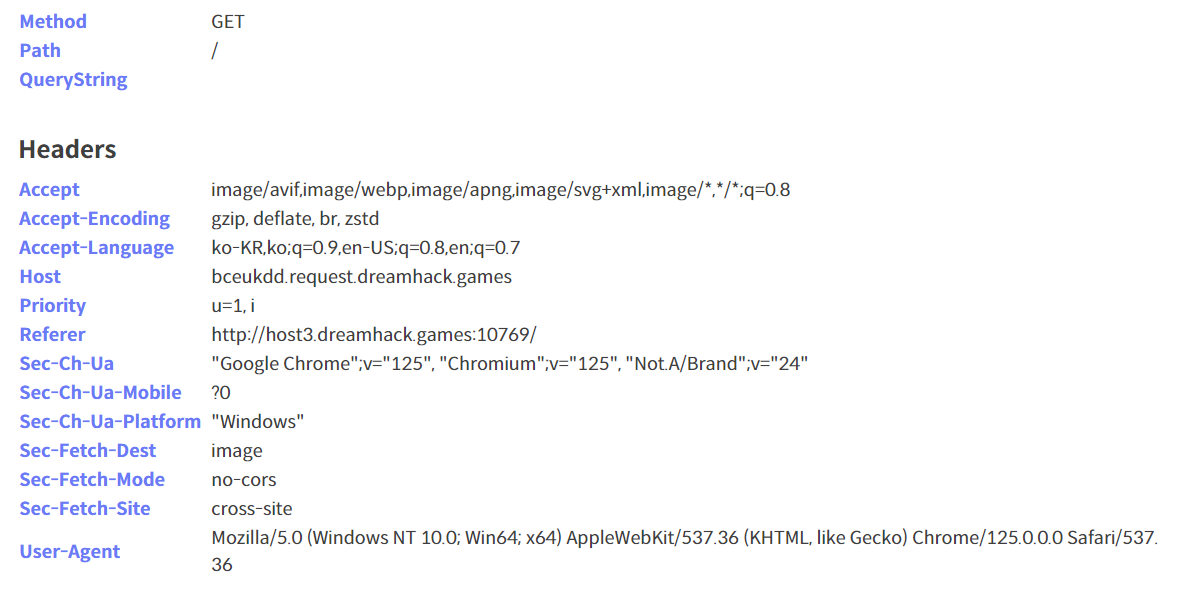 Method GET
Path /
QueryString
Headers
Accept image/avif,image/webp,image/apng,image/svg+xml,image/*,*/*;q=0.8
Accept-Encoding gzip, deflate, br, zstd
Accept-Language ko-KR,ko;q=0.9,en-US;q=0.8,en;q=0.7
Host bceukdd.request.dreamhack.games
Priority u=1, i
Referer http://host3.dreamhack.games:10769/
Sec-Ch-Ua "Google Chrome";v="125", "Chromium";v="125", "Not.A/Brand";v="24"
Sec-Ch-Ua-Mobile ?0
Sec-Ch-Ua-Platform "Windows"
Sec-Fetch-Dest image
Sec-Fetch-Mode no-cors
Sec-Fetch-Site cross-site
User-Agent Mozilla/5.0 (Windows NT 10.0; Win64; x64) AppleWebKit/537.36 (KHTML, like Gecko) Chrome/125.0.0.0 Safari/537.
36